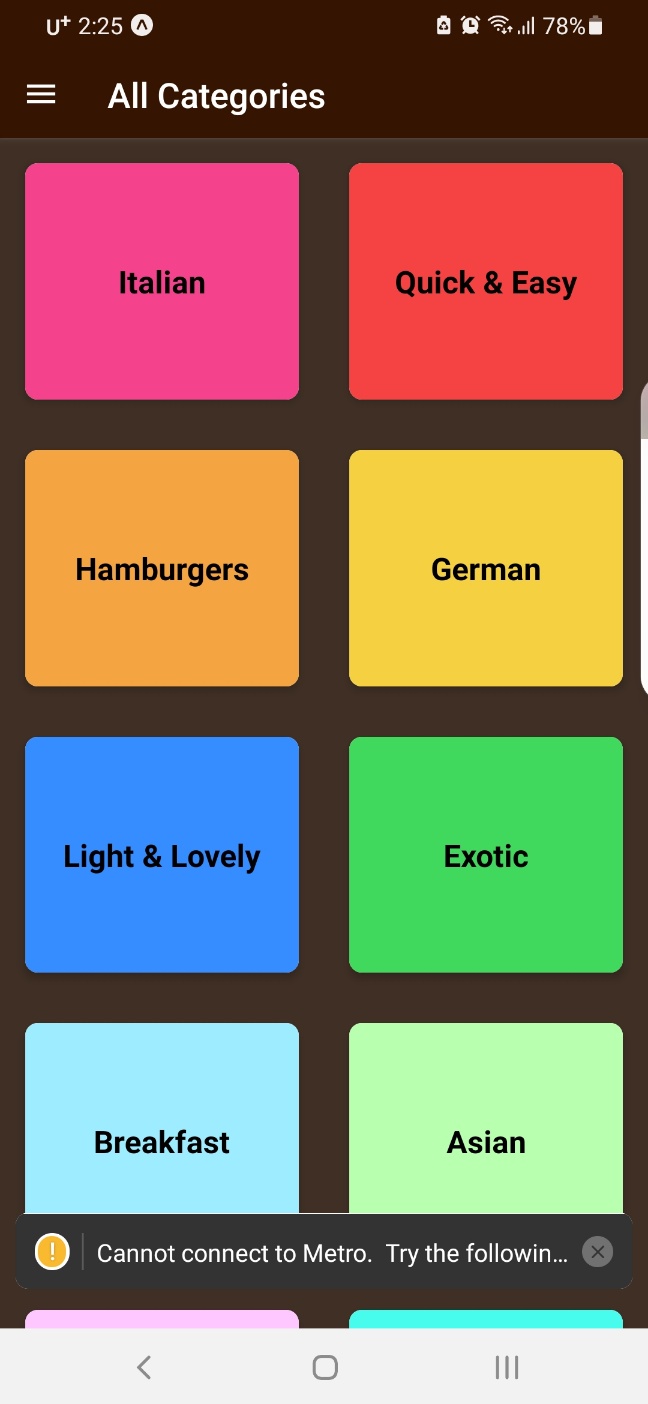 U+ 2:25 78%
All Categories
Italian
Quick & Easy
Hamburgers
German
Light & Lovely
Exotic
Breakfast
Asian
Cannot connect to Metro. Try the followin...